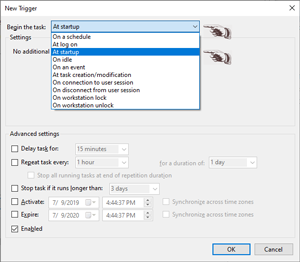 New Trigger
Begin the task: At startup
Settings
No additional
On a schedule
At log on
At startup
On idle
On an event
At task creation/modification
On connection to user session
On disconnect from user session
On workstation lock
On workstation unlock
Advanced settings
Delay task for: 15 minutes
Repeat task every: 1 hour for a duration of: 1 day
Stop all running tasks at end of repetition duration
Stop task if it runs longer than: 3 days
Activate: 7/ 9/2019 4:44:37 PM Synchronize across time zones
Expire: 7/ 9/2020 4:44:37 PM Synchronize across time zones
Enabled
OK Cancel